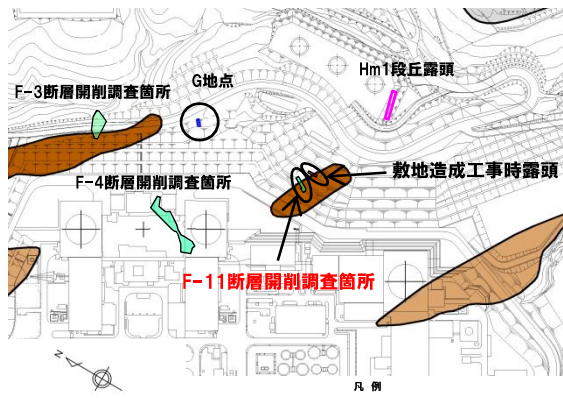 Hm1段丘露頭
G地点
F-3断層開削調査箇所
敷地造成工事時露頭
F-4断層開削調査箇所
F-11断層開削調査箇所
N
凡 例